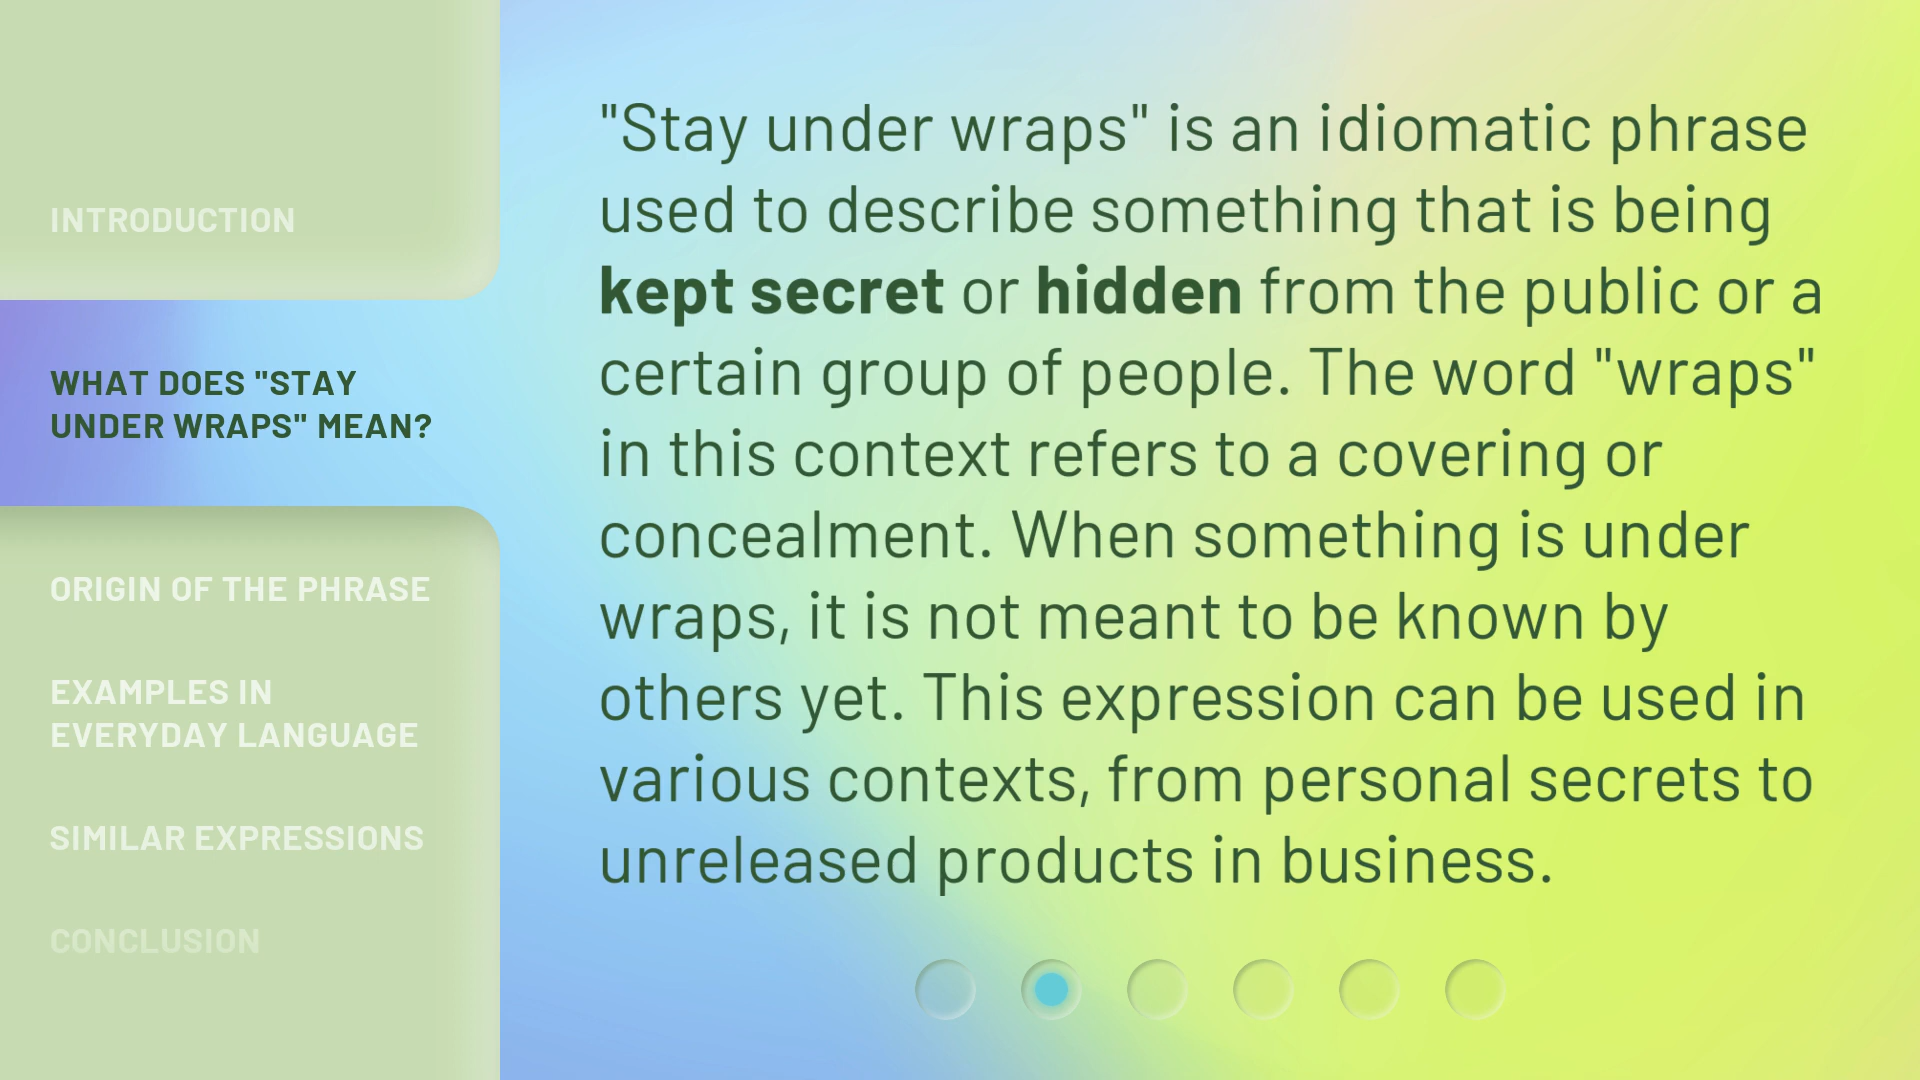 INTRODUCTION
WHAT DOES "STAY
UNDER WRAPS" MEAN?
ORIGIN OF THE PHRASE
EXAMPLES IN
EVERYDAY LANGUAGE
SIMILAR EXPRESSIONS
CONCLUSION
"Stay under wraps" is an idiomatic phrase
used to describe something that is being
kept secret or hidden from the public or a
certain group of people. The word "wraps"
in this context refers to a covering or
concealment. When something is under
wraps, it is not meant to be known by
others yet. This expression can be used in
various contexts, from personal secrets to
unreleased products in business.